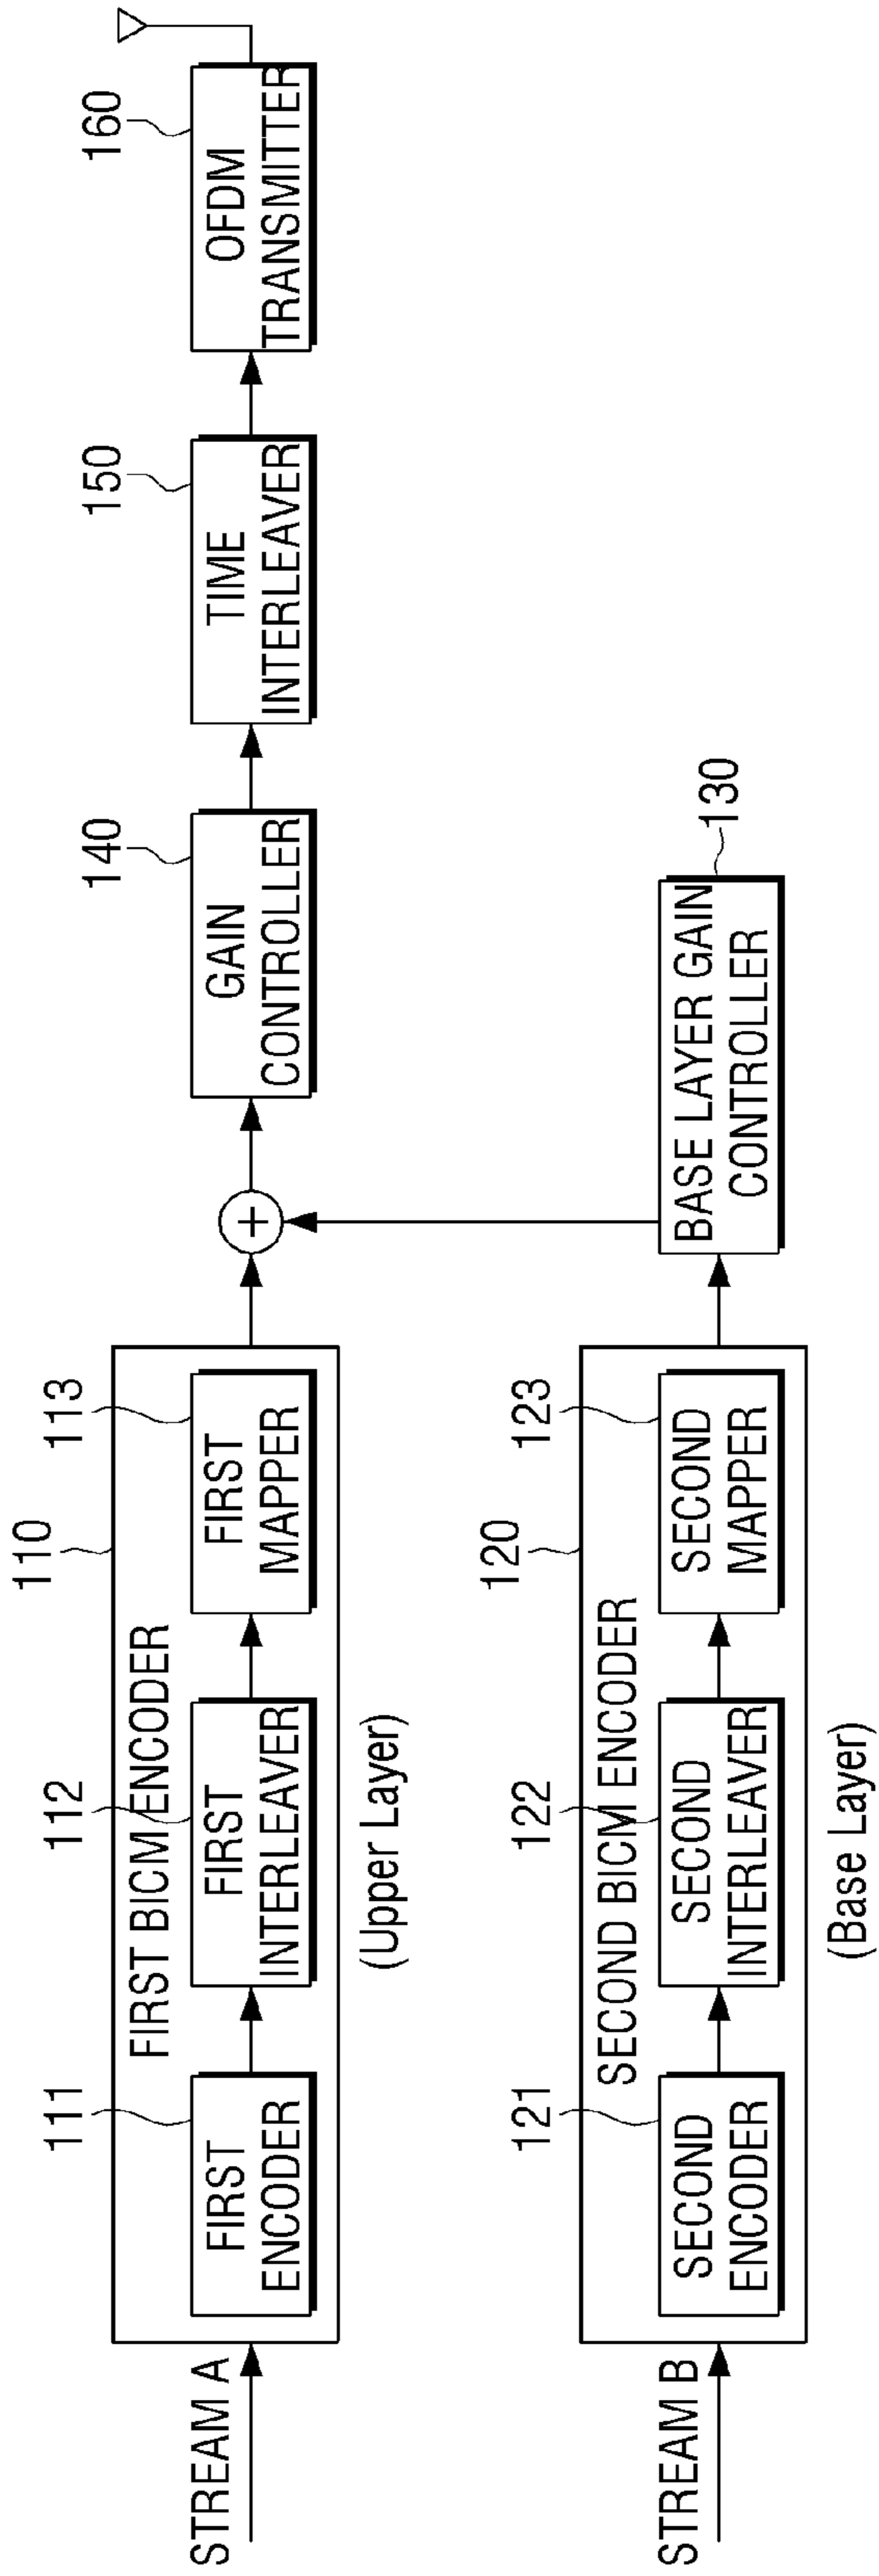 110
111
112
113
140
150
160
FIRST BICM ENCODER
STREAM A
FIRST
ENCODER
FIRST
INTERLEAVER
FIRST
MAPPER
+
GAIN
CONTROLLER
TIME
INTERLEAVER
OFDM
TRANSMITTER
(Upper Layer)
120
121
122
123
130
SECOND BICM ENCODER
STREAM B
SECOND
ENCODER
SECOND
INTERLEAVER
SECOND
MAPPER
BASE LAYER GAIN
CONTROLLER
(Base Layer)